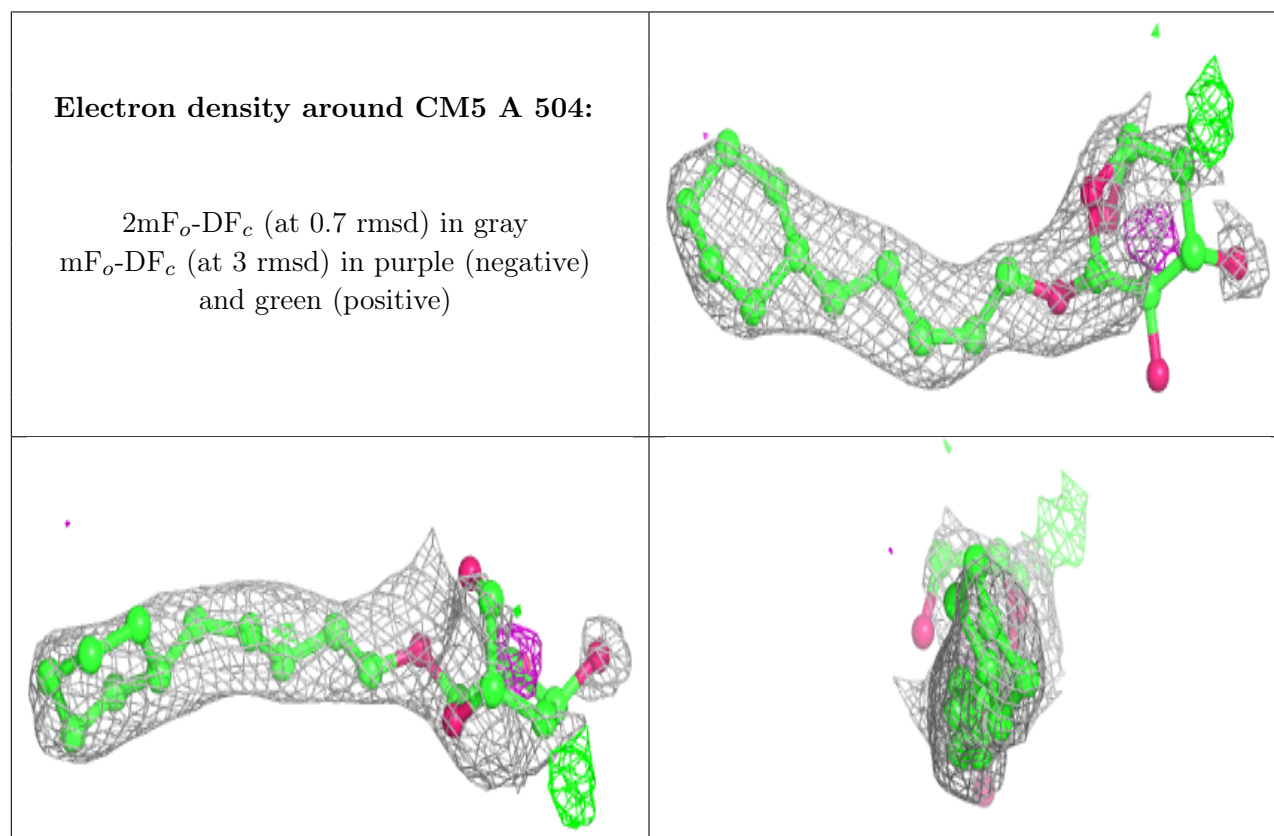 Electron density around CM5 A 504:
2mFo-DFc (at 0.7 rmsd) in gray
mFo-DFc (at 3 rmsd) in purple (negative)
and green (positive)